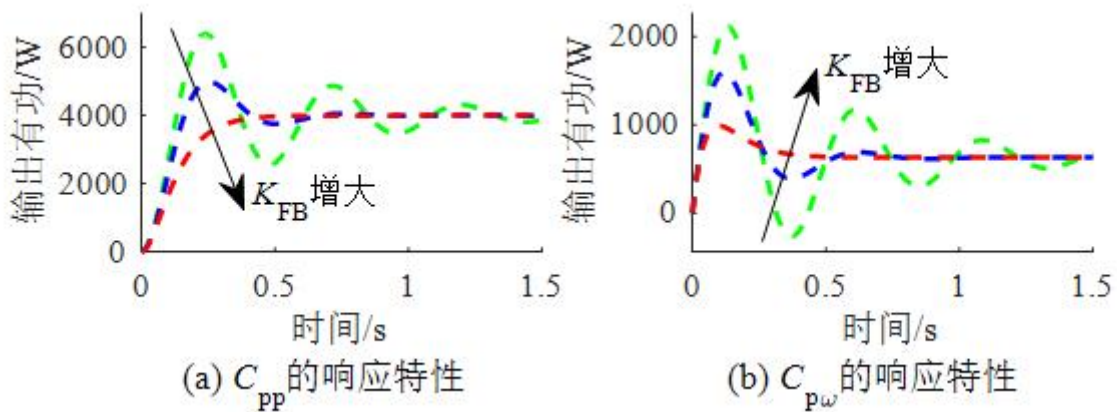 输出有功/W
6000
4000
2000
0
K_FB增大
0 0.5 1 1.5
时间/s
(a) C_pp的响应特性
输出有功/W
2000
1000
0
K_FB增大
0 0.5 1 1.5
时间/s
(b) C_pω的响应特性